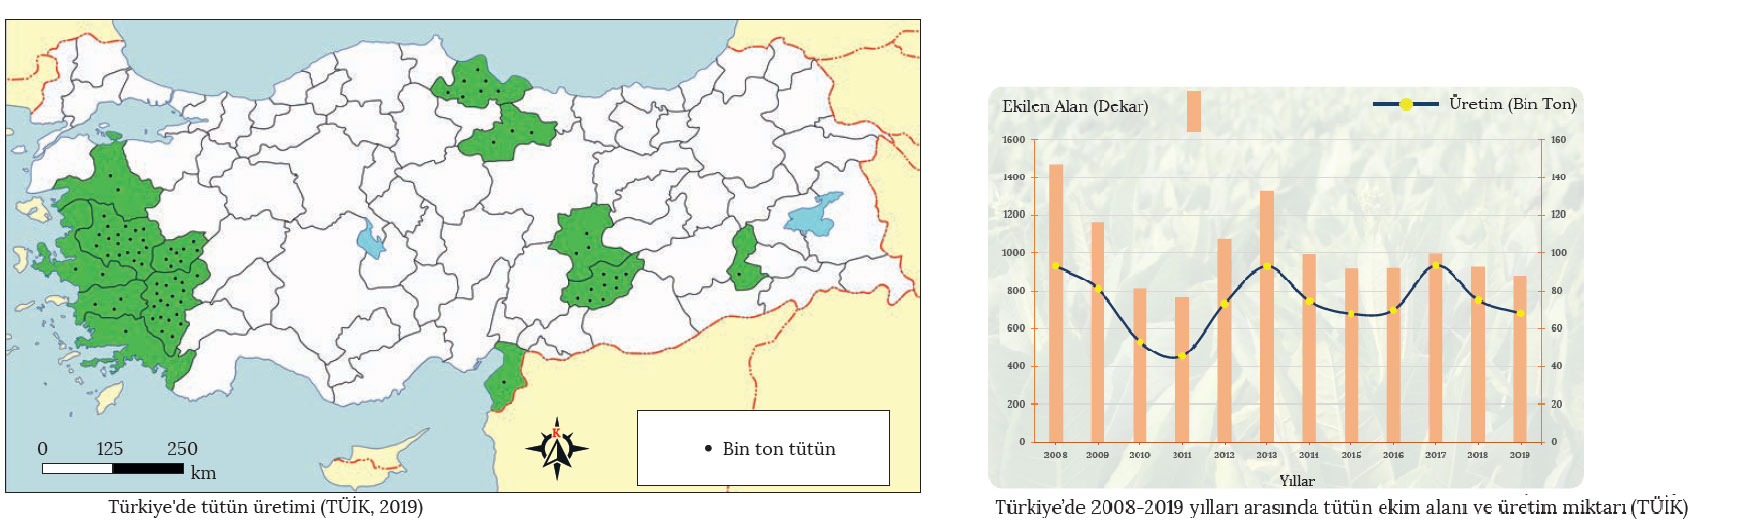 K
0 125 250
km
Bin ton tütün
Türkiye'de tütün üretimi (TÜİK, 2019)
Ekilen Alan (Dekar)
Üretim (Bin Ton)
1600 160
1400 140
1200 120
1000 100
800 80
600 60
400 40
200 20
0 0
2008 2009 2010 2011 2012 2013 2014 2015 2016 2017 2018 2019
Yıllar
Türkiye'de 2008-2019 yılları arasında tütün ekim alanı ve üretim miktarı (TÜİK)